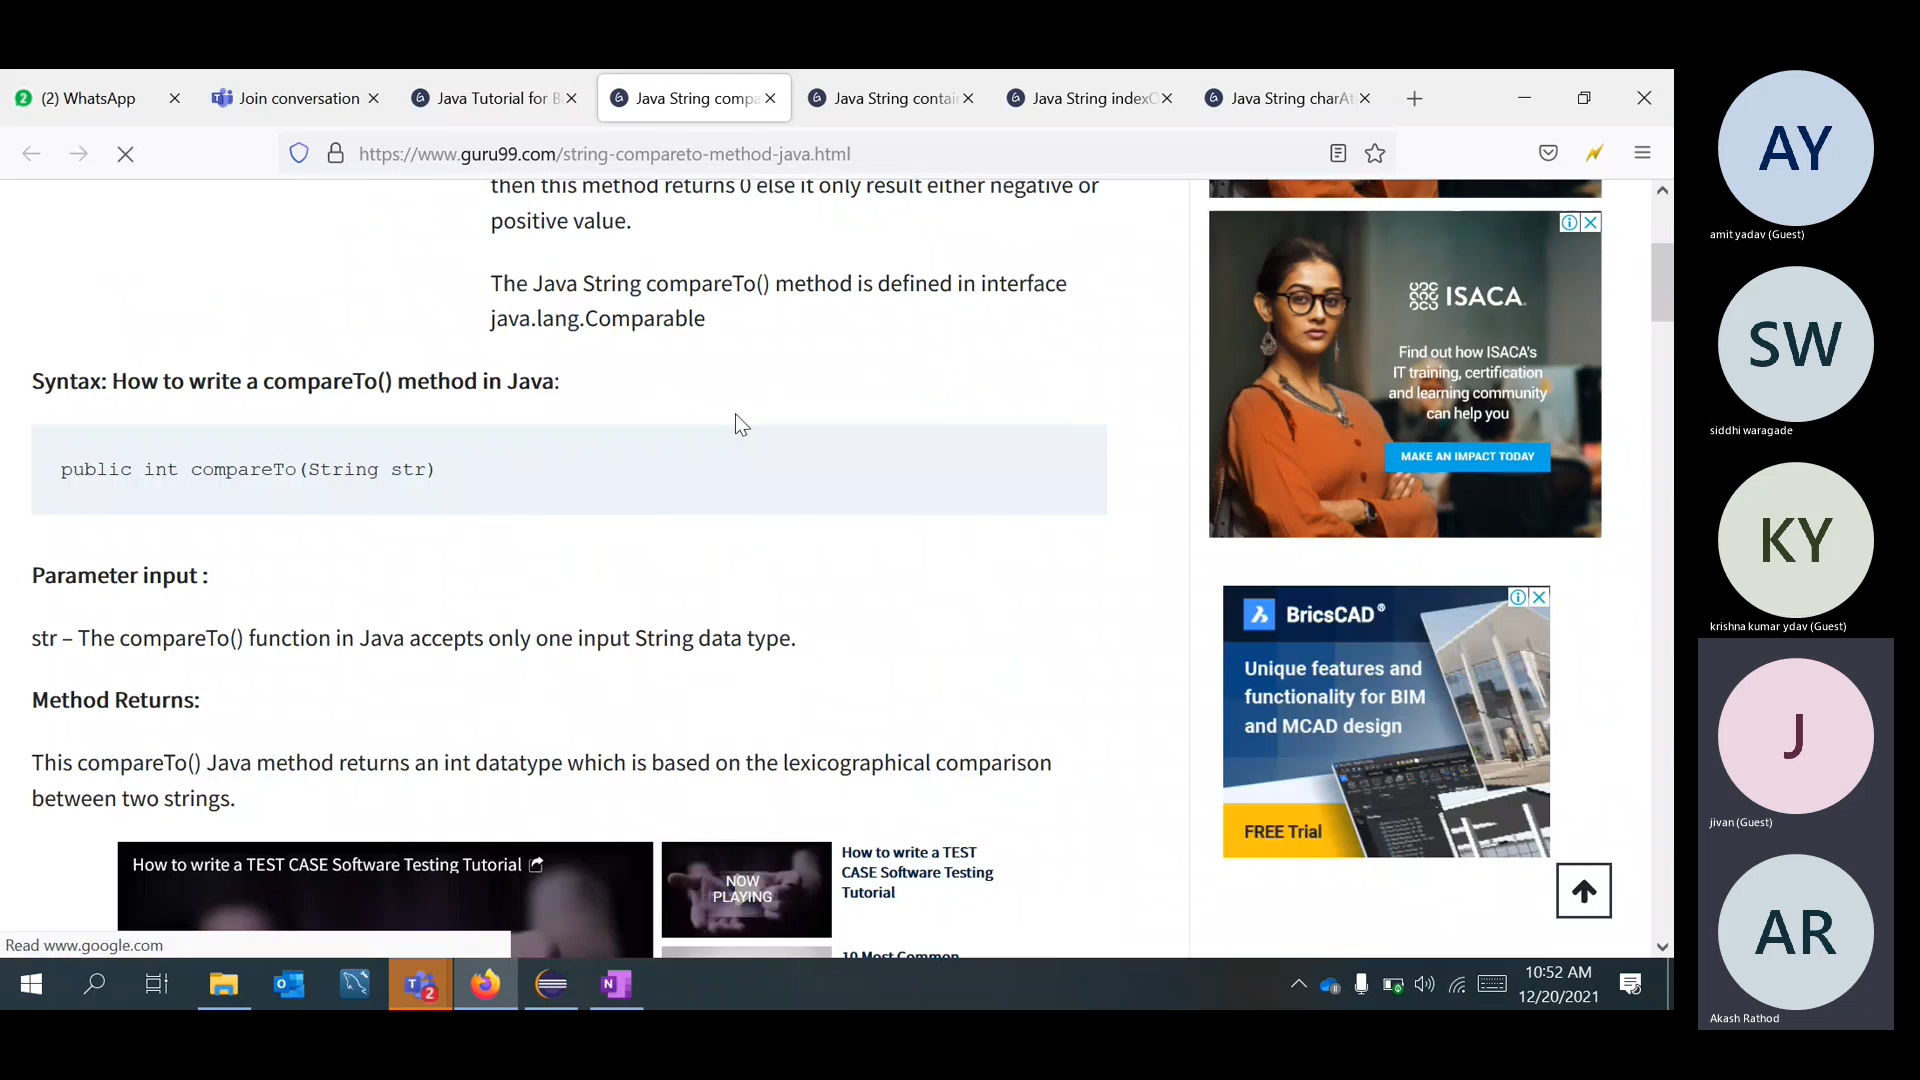 (2) WhatsApp
Join conversation
Java Tutorial for B
Java String compa
Java String contai
Java String indexO
Java String charAt
https://www.guru99.com/string-compareto-method-java.html
then this method returns 0 else it only result either negative or
positive value.
The Java String compareTo() method is defined in interface
java.lang.Comparable
Syntax: How to write a compareTo() method in Java:
public int compareTo(String str)
Parameter input :
str – The compareTo() function in Java accepts only one input String data type.
Method Returns:
This compareTo() Java method returns an int datatype which is based on the lexicographical comparison
between two strings.
How to write a TEST CASE Software Testing Tutorial
NOW
PLAYING
How to write a TEST
CASE Software Testing
Tutorial
10 Most Common
Read www.google.com
ISACA
Find out how ISACA's
IT training, certification
and learning community
can help you
MAKE AN IMPACT TODAY
BricsCAD®
Unique features and
functionality for BIM
and MCAD design
FREE Trial
10:52 AM
12/20/2021
AY
amit yadav (Guest)
SW
siddhi waragade
KY
krishna kumar ydav (Guest)
J
jivan (Guest)
AR
Akash Rathod